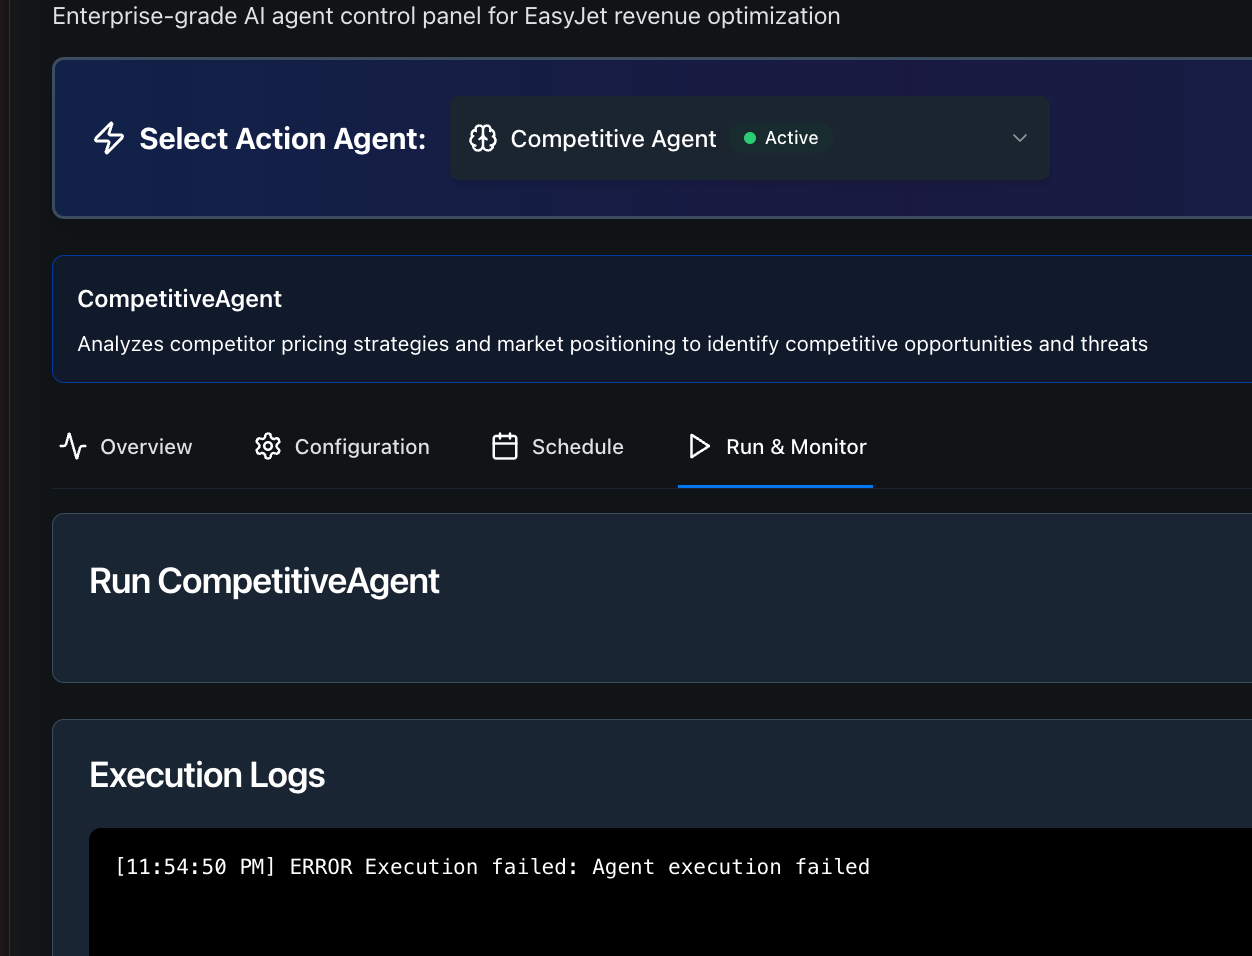 Enterprise-grade AI agent control panel for EasyJet revenue optimization
Select Action Agent: Competitive Agent Active
CompetitiveAgent
Analyzes competitor pricing strategies and market positioning to identify competitive opportunities and threats
Overview Configuration Schedule Run & Monitor
Run CompetitiveAgent
Execution Logs
[11:54:50 PM] ERROR Execution failed: Agent execution failed